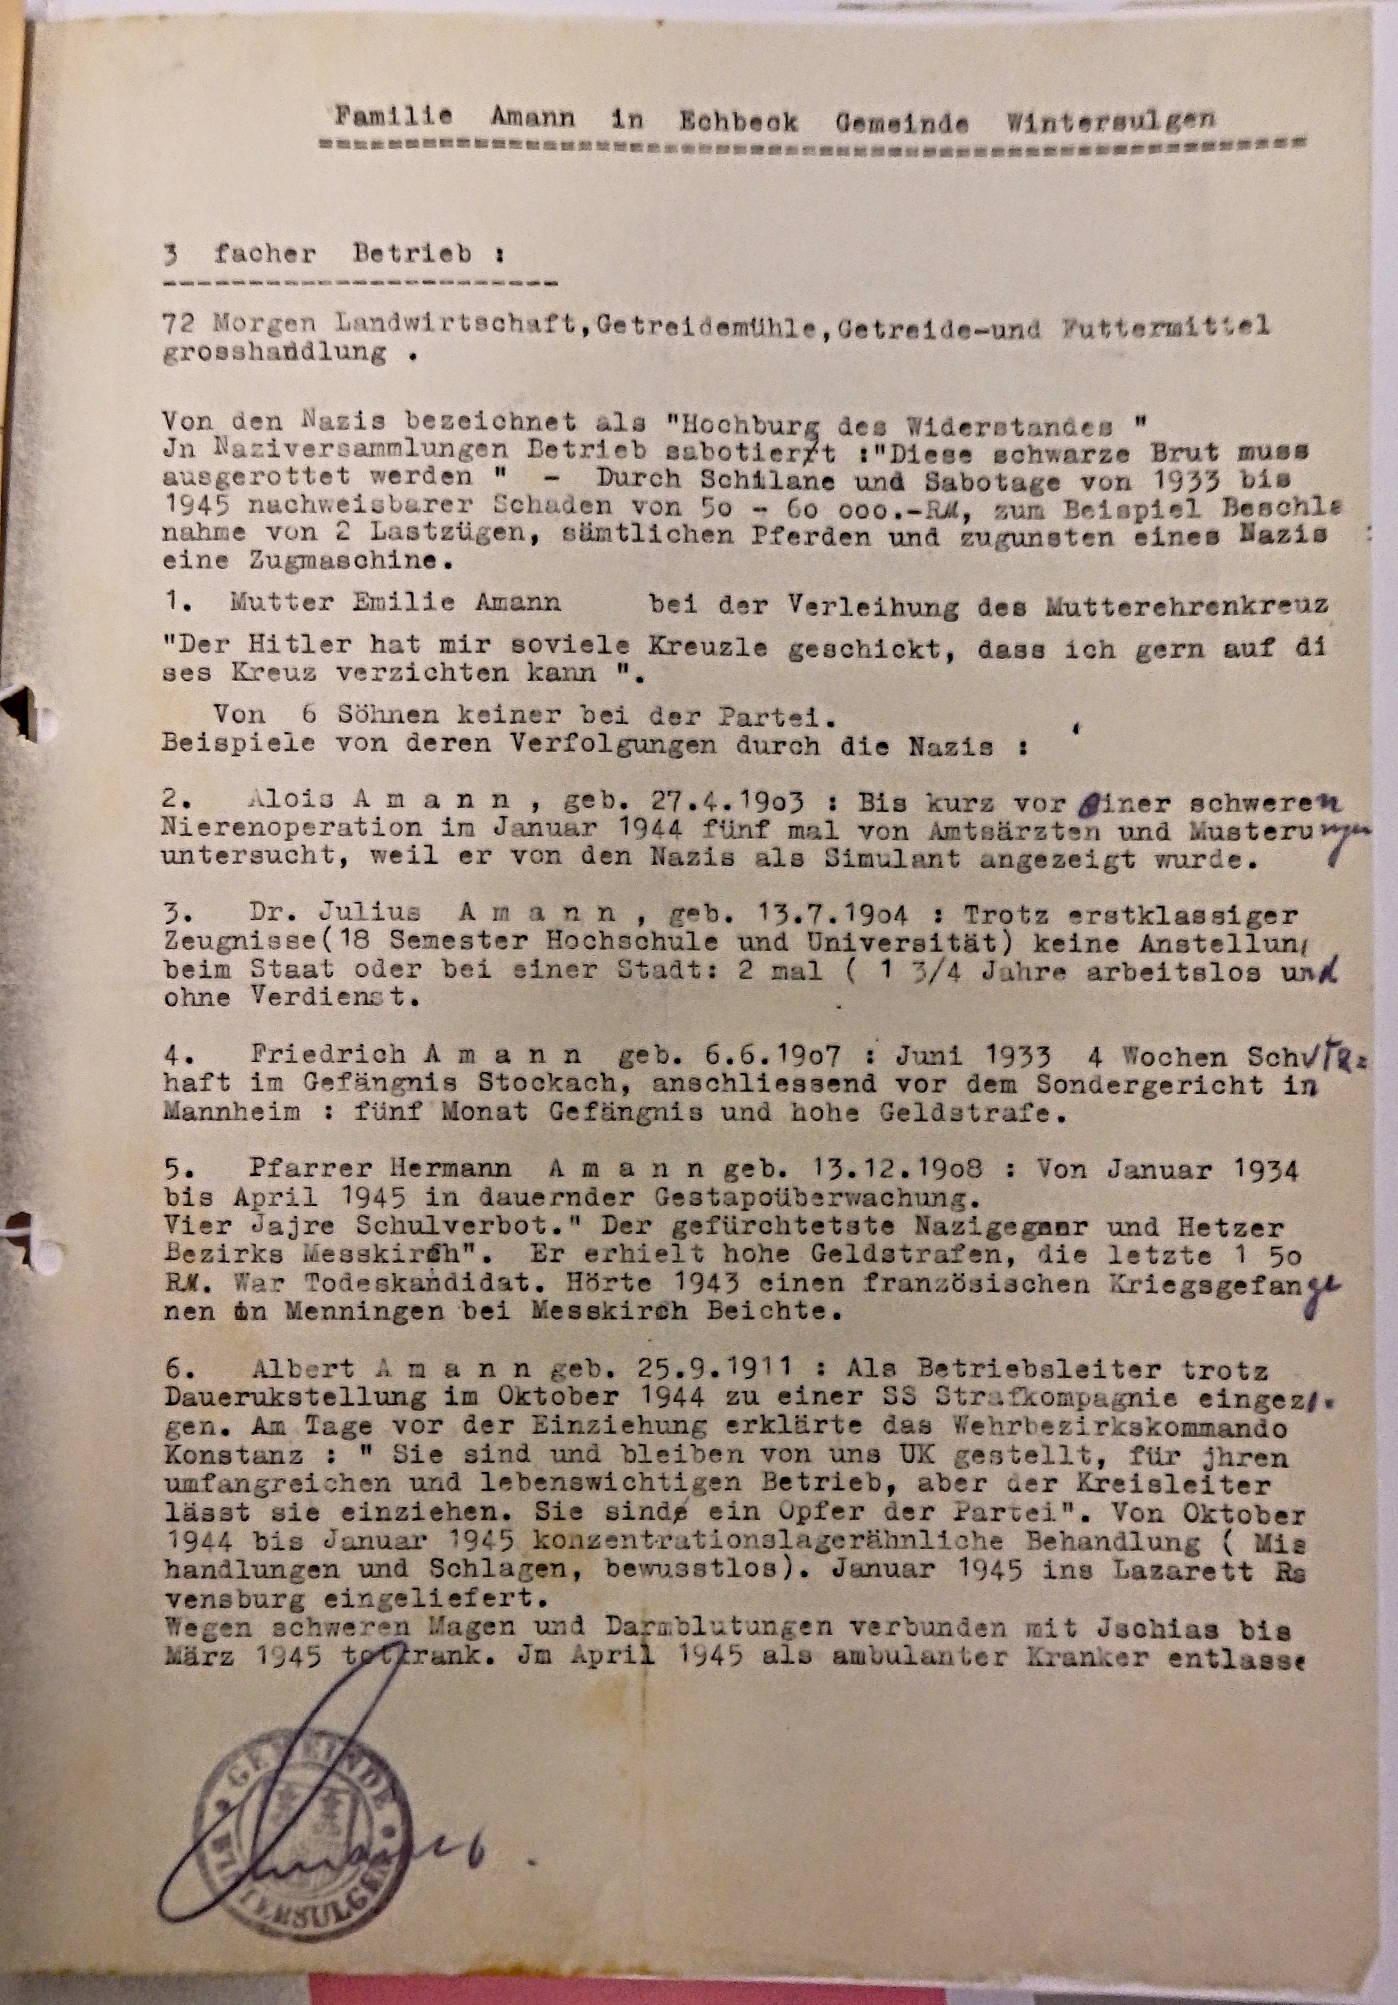 Familie Amann in Echbeck Gemeinde Wintersulgen
3 facher Betrieb :
72 Morgen Landwirtschaft,Getreidemühle,Getreide-und Futtermittel
grosshandlung .
Von den Nazis bezeichnet als "Hochburg des Widerstandes "
Jn Naziversammlungen Betrieb sabotiert :"Diese schwarze Brut muss
ausgerottet werden " - Durch Schilane und Sabotage von 1933 bis
1945 nachweisbarer Schaden von 5o - 6o ooo.-RM, zum Beispiel Beschla
nahme von 2 Lastzügen, sämtlichen Pferden und zugunsten eines Nazis
eine Zugmaschine.
1. Mutter Emilie Amann bei der Verleihung des Mutterehrenkreuz
"Der Hitler hat mir soviele Kreuzle geschickt, dass ich gern auf di
ses Kreuz verzichten kann ".
Von 6 Söhnen keiner bei der Partei.
Beispiele von deren Verfolgungen durch die Nazis :
2. Alois A m a n n , geb. 27.4.19o3 : Bis kurz vor einer schweren
Nierenoperation im Januar 1944 fünf mal von Amtsärzten und Musterungen
untersucht, weil er von den Nazis als Simulant angezeigt wurde.
3. Dr. Julius A m a n n , geb. 13.7.19o4 : Trotz erstklassiger
Zeugnisse(18 Semester Hochschule und Universität) keine Anstellung
beim Staat oder bei einer Stadt: 2 mal ( 1 3/4 Jahre arbeitslos und
ohne Verdienst.
4. Friedrich A m a n n geb. 6.6.19o7 : Juni 1933 4 Wochen Schutz=
haft im Gefängnis Stockach, anschliessend vor dem Sondergericht in
Mannheim : fünf Monat Gefängnis und hohe Geldstrafe.
5. Pfarrer Hermann A m a n n geb. 13.12.19o8 : Von Januar 1934
bis April 1945 in dauernder Gestapoüberwachung.
Vier Jajre Schulverbot." Der gefürchtetste Nazigegner und Hetzer
Bezirks Messkirch". Er erhielt hohe Geldstrafen, die letzte 1 5o
RM. War Todeskandidat. Hörte 1943 einen französischen Kriegsgefange
nen in Menningen bei Messkirch Beichte.
6. Albert A m a n n geb. 25.9.1911 : Als Betriebsleiter trotz
Dauerukstellung im Oktober 1944 zu einer SS Strafkompagnie eingezo
gen. Am Tage vor der Einziehung erklärte das Wehrbezirkskommando
Konstanz : " Sie sind und bleiben von uns UK gestellt, für jhren
umfangreichen und lebenswichtigen Betrieb, aber der Kreisleiter
lässt sie einziehen. Sie sind ein Opfer der Partei". Von Oktober
1944 bis Januar 1945 konzentrationslagerähnliche Behandlung ( Mis
handlungen und Schlagen, bewusstlos). Januar 1945 ins Lazarett Ra
vensburg eingeliefert.
Wegen schweren Magen und Darmblutungen verbunden mit Jschias bis
März 1945 totkrank. Jm April 1945 als ambulanter Kranker entlasse
GEMEINDE
WINTERSULGEN